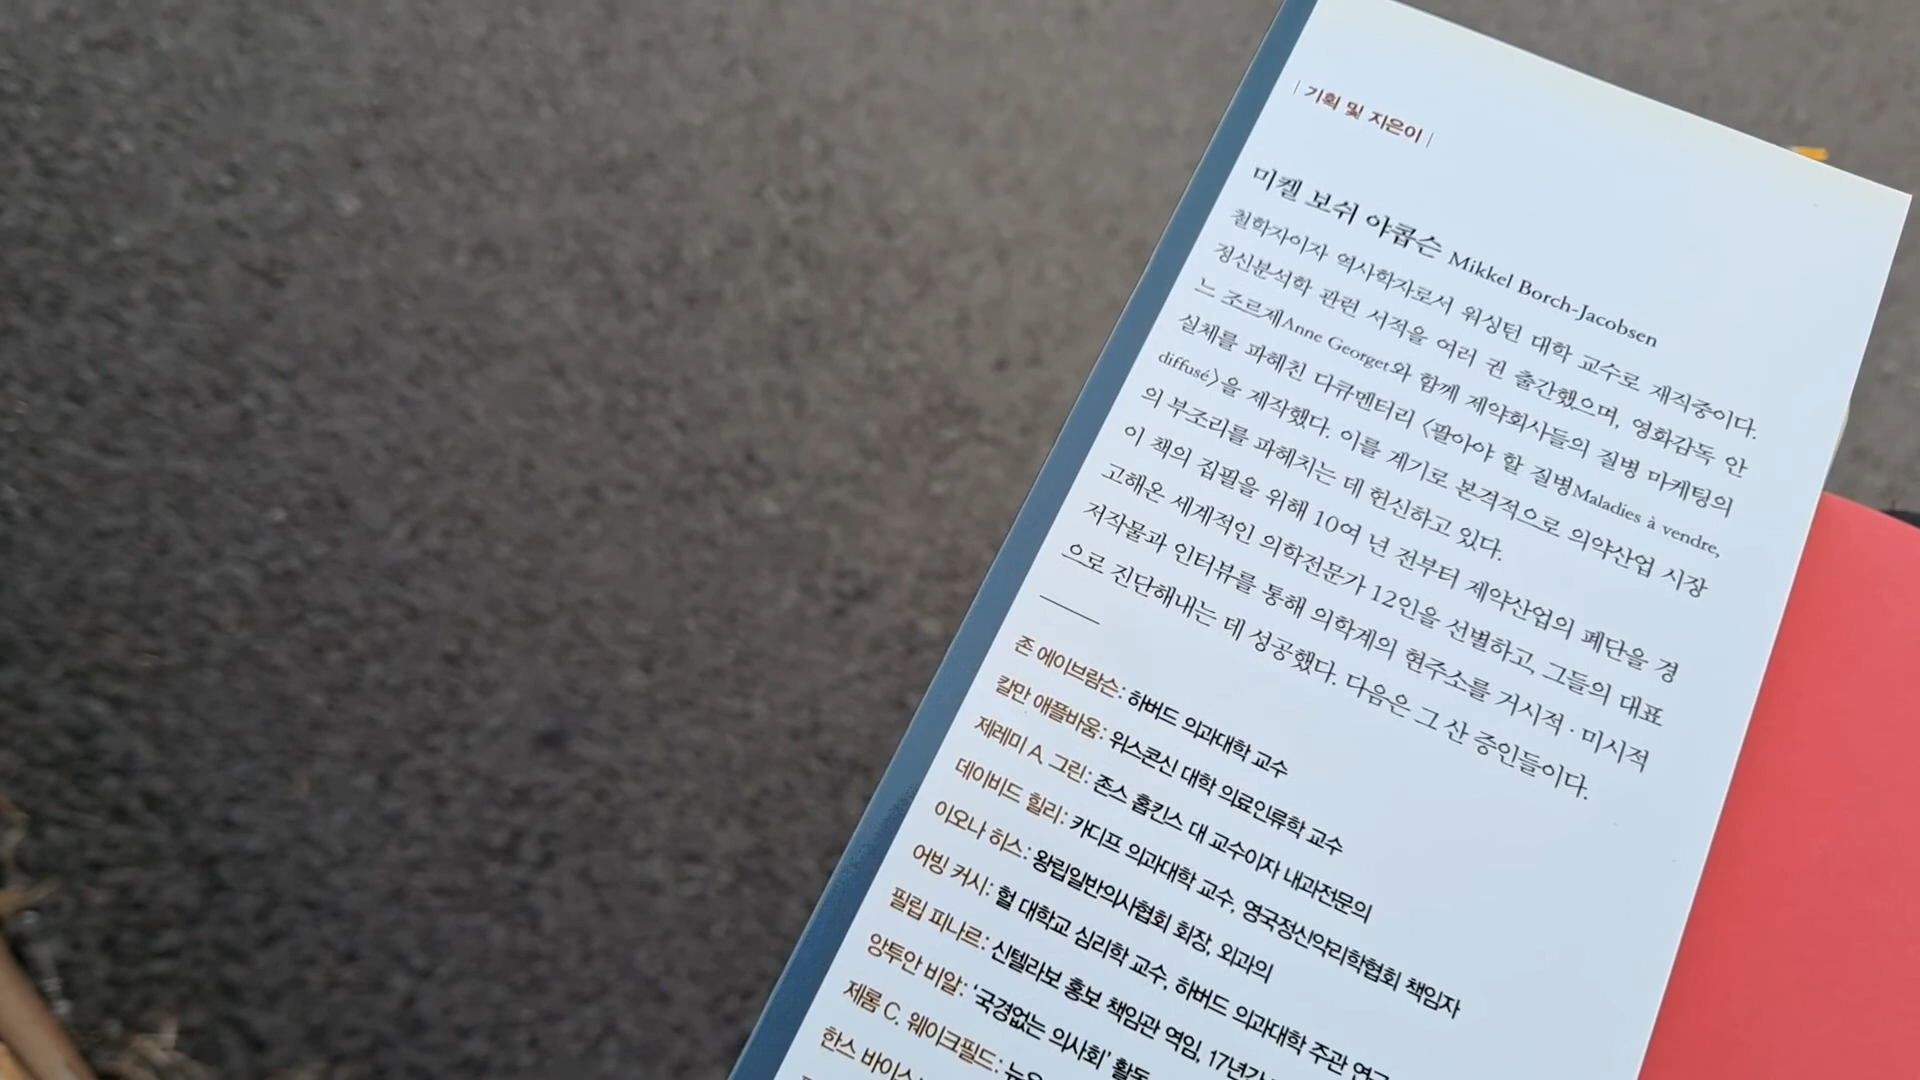 | 기획 및 지은이 |
미켈 보쉬 야콥슨 Mikkel Borch-Jacobsen
철학자이자 역사학자로서 워싱턴 대학 교수로 재직중이다.
정신분석학 관련 서적을 여러 권 출간했으며, 영화감독 안
느 조르제Anne Georget와 함께 제약회사들의 질병 마케팅의
실체를 파헤친 다큐멘터리 〈팔아야 할 질병Maladies à vendre,
diffusé〉을 제작했다. 이를 계기로 본격적으로 의약산업 시장
의 부조리를 파헤치는 데 헌신하고 있다.
이 책의 집필을 위해 10여 년 전부터 제약산업의 폐단을 경
고해온 세계적인 의학전문가 12인을 선별하고, 그들의 대표
저작물과 인터뷰를 통해 의학계의 현주소를 거시적 · 미시적
으로 진단해내는 데 성공했다. 다음은 그 산 증인들이다.
존 에이브람슨: 하버드 의과대학 교수
칼만 애플바움: 위스콘신 대학 의료인류학 교수
제레미 A. 그린: 존스 홉킨스 대 교수이자 내과전문의
데이비드 힐리: 카디프 의과대학 교수, 영국정신약리학협회 책임자
이오나 히스: 왕립일반의사협회 회장, 외과의
어빙 커시: 헐 대학교 심리학 교수, 하버드 의과대학 주관 연구
필립 피나르: 신텔라보 홍보 책임관 역임, 17년간
앙투안 비알: '국경없는 의사회' 활동
제롬 C. 웨이크필드: 뉴욕
한스 바이스